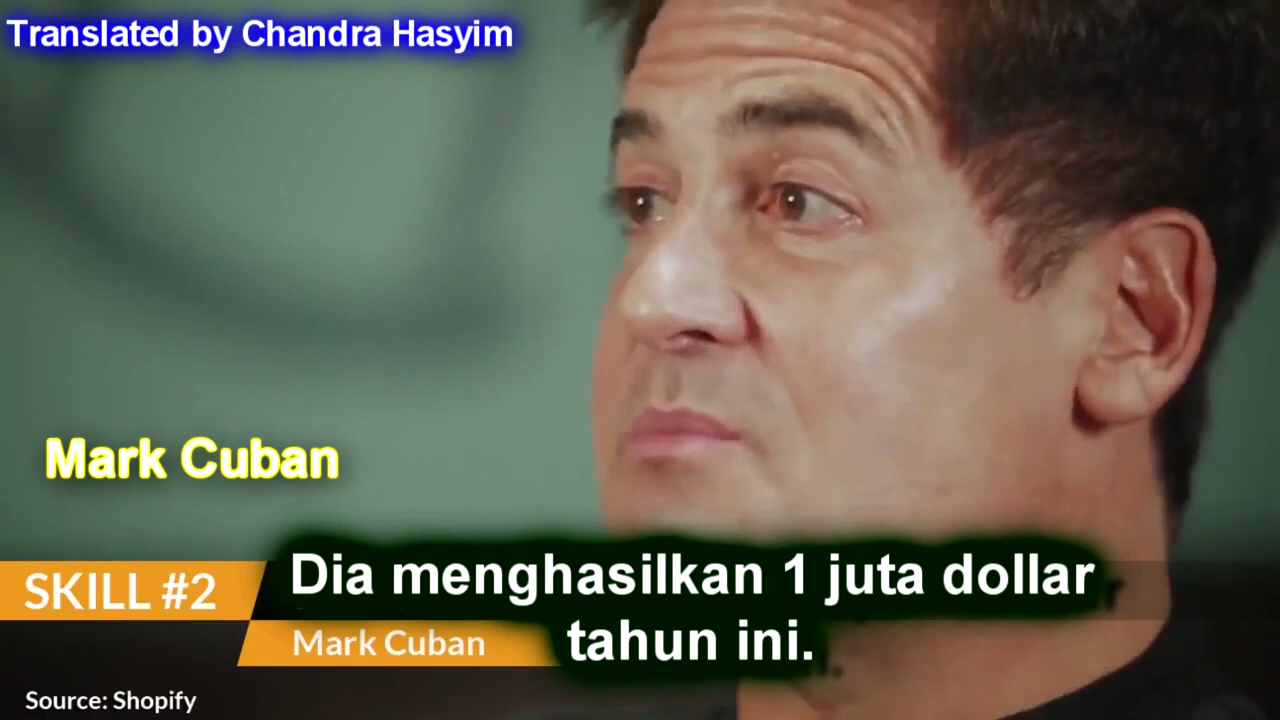 Translated by Chandra Hasyim
Mark Cuban
SKILL #2
Dia menghasilkan 1 juta dollar
tahun ini.
Mark Cuban
Source: Shopify